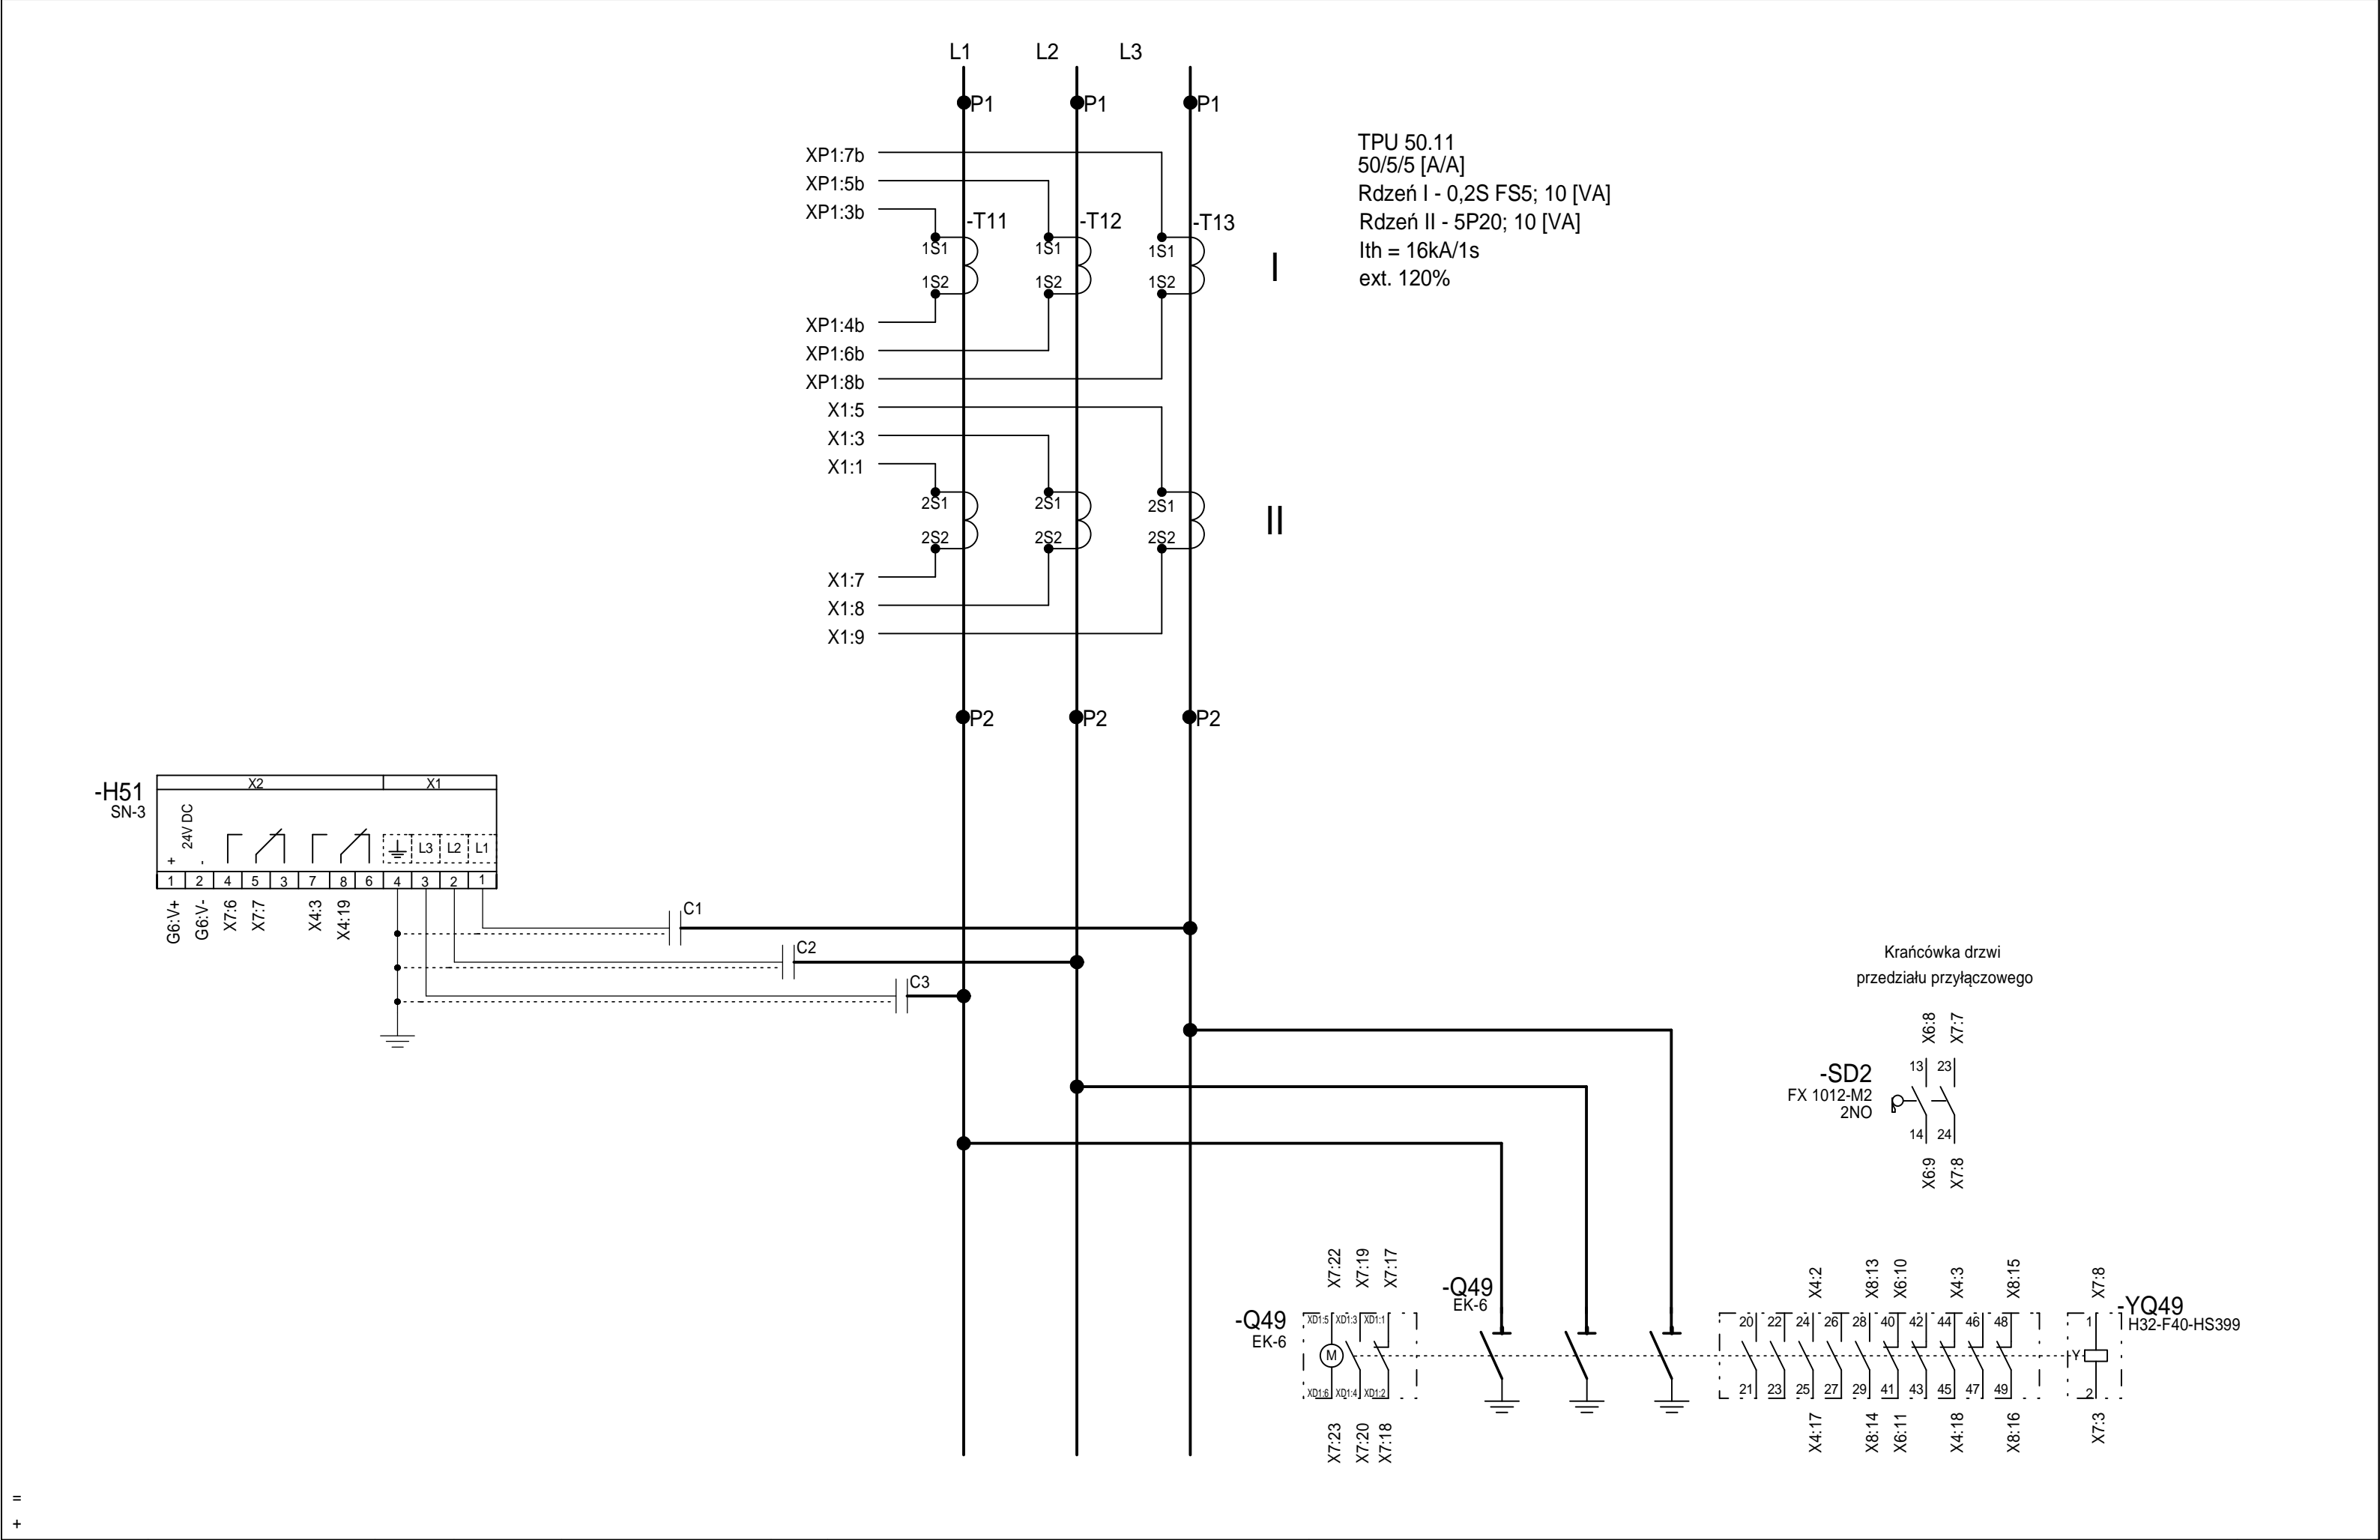 L1 L2 L3
P1 P1 P1
XP1:7b
XP1:5b
XP1:3b
-T11 -T12 -T13
1S1 1S1 1S1
1S2 1S2 1S2
I
XP1:4b
XP1:6b
XP1:8b
TPU 50.11
50/5/5 [A/A]
Rdzeń I - 0,2S FS5; 10 [VA]
Rdzeń II - 5P20; 10 [VA]
Ith = 16kA/1s
ext. 120%
X1:5
X1:3
X1:1
2S1 2S1 2S1
2S2 2S2 2S2
II
X1:7
X1:8
X1:9
P2 P2 P2
-H51
SN-3
X2 X1
24V DC
+ -
L3 L2 L1
1 2 4 5 3 7 8 6 4 3 2 1
G6:V+ G6:V- X7:6 X7:7 X4:3 X4:19
C1
C2
C3
Krańcówka drzwi
przedziału przyłączowego
X6:8 X7:7
13 23
-SD2
FX 1012-M2
2NO
14 24
X6:9 X7:8
X7:22 X7:19 X7:17
-Q49
EK-6
XD1:5 XD1:3 XD1:1
M
XD1:6 XD1:4 XD1:2
X7:23 X7:20 X7:18
-Q49
EK-6
X4:2 X8:13 X6:10 X4:3 X8:15
20 22 24 26 28 40 42 44 46 48
21 23 25 27 29 41 43 45 47 49
X4:17 X8:14 X6:11 X4:18 X8:16
X7:8
-YQ49
H32-F40-HS399
1
Y
2
X7:3
=
+